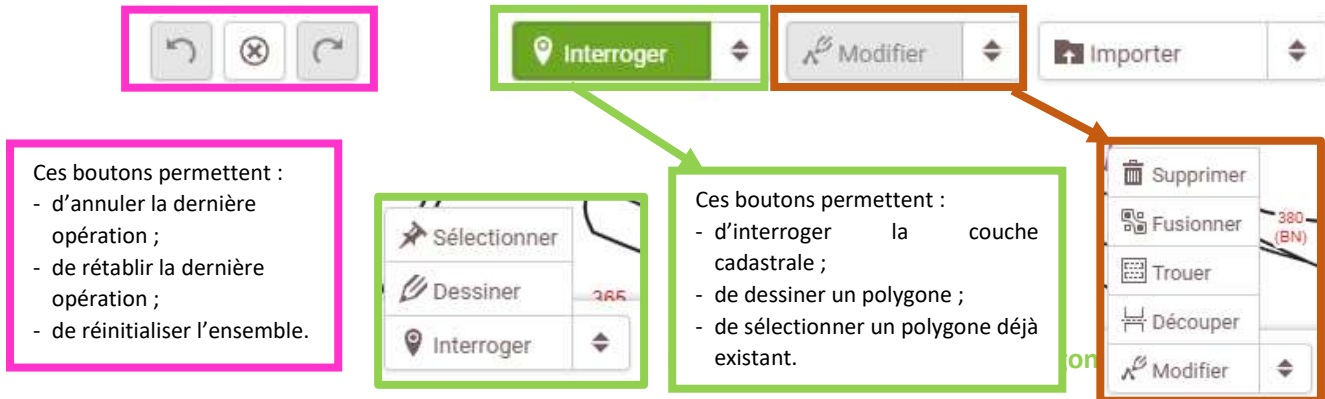 Interroger
Modifier
Importer
Ces boutons permettent :
- d’annuler la dernière
opération ;
- de rétablir la dernière
opération ;
- de réinitialiser l’ensemble.
Sélectionner
Dessiner
365
Interroger
Ces boutons permettent :
- d’interroger la couche
cadastrale ;
- de dessiner un polygone ;
- de sélectionner un polygone déjà
existant.
Supprimer
Fusionner
380
(BN)
Trouer
Découper
Modifier